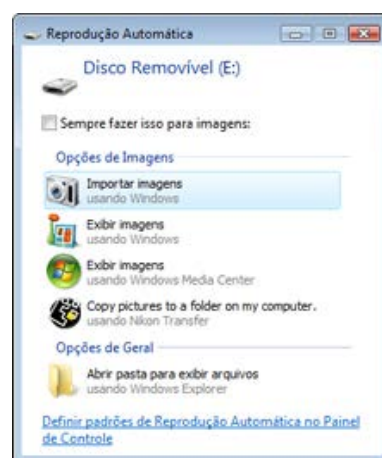 Reprodução Automática
Disco Removível (E:)
Sempre fazer isso para imagens:
Opções de Imagens
Importar imagens
usando Windows
Exibir imagens
usando Windows
Exibir imagens
usando Windows Media Center
Copy pictures to a folder on my computer.
usando Nikon Transfer
Opções de Geral
Abrir pasta para exibir arquivos
usando Windows Explorer
Definir padrões de Reprodução Automática no Painel
de Controle